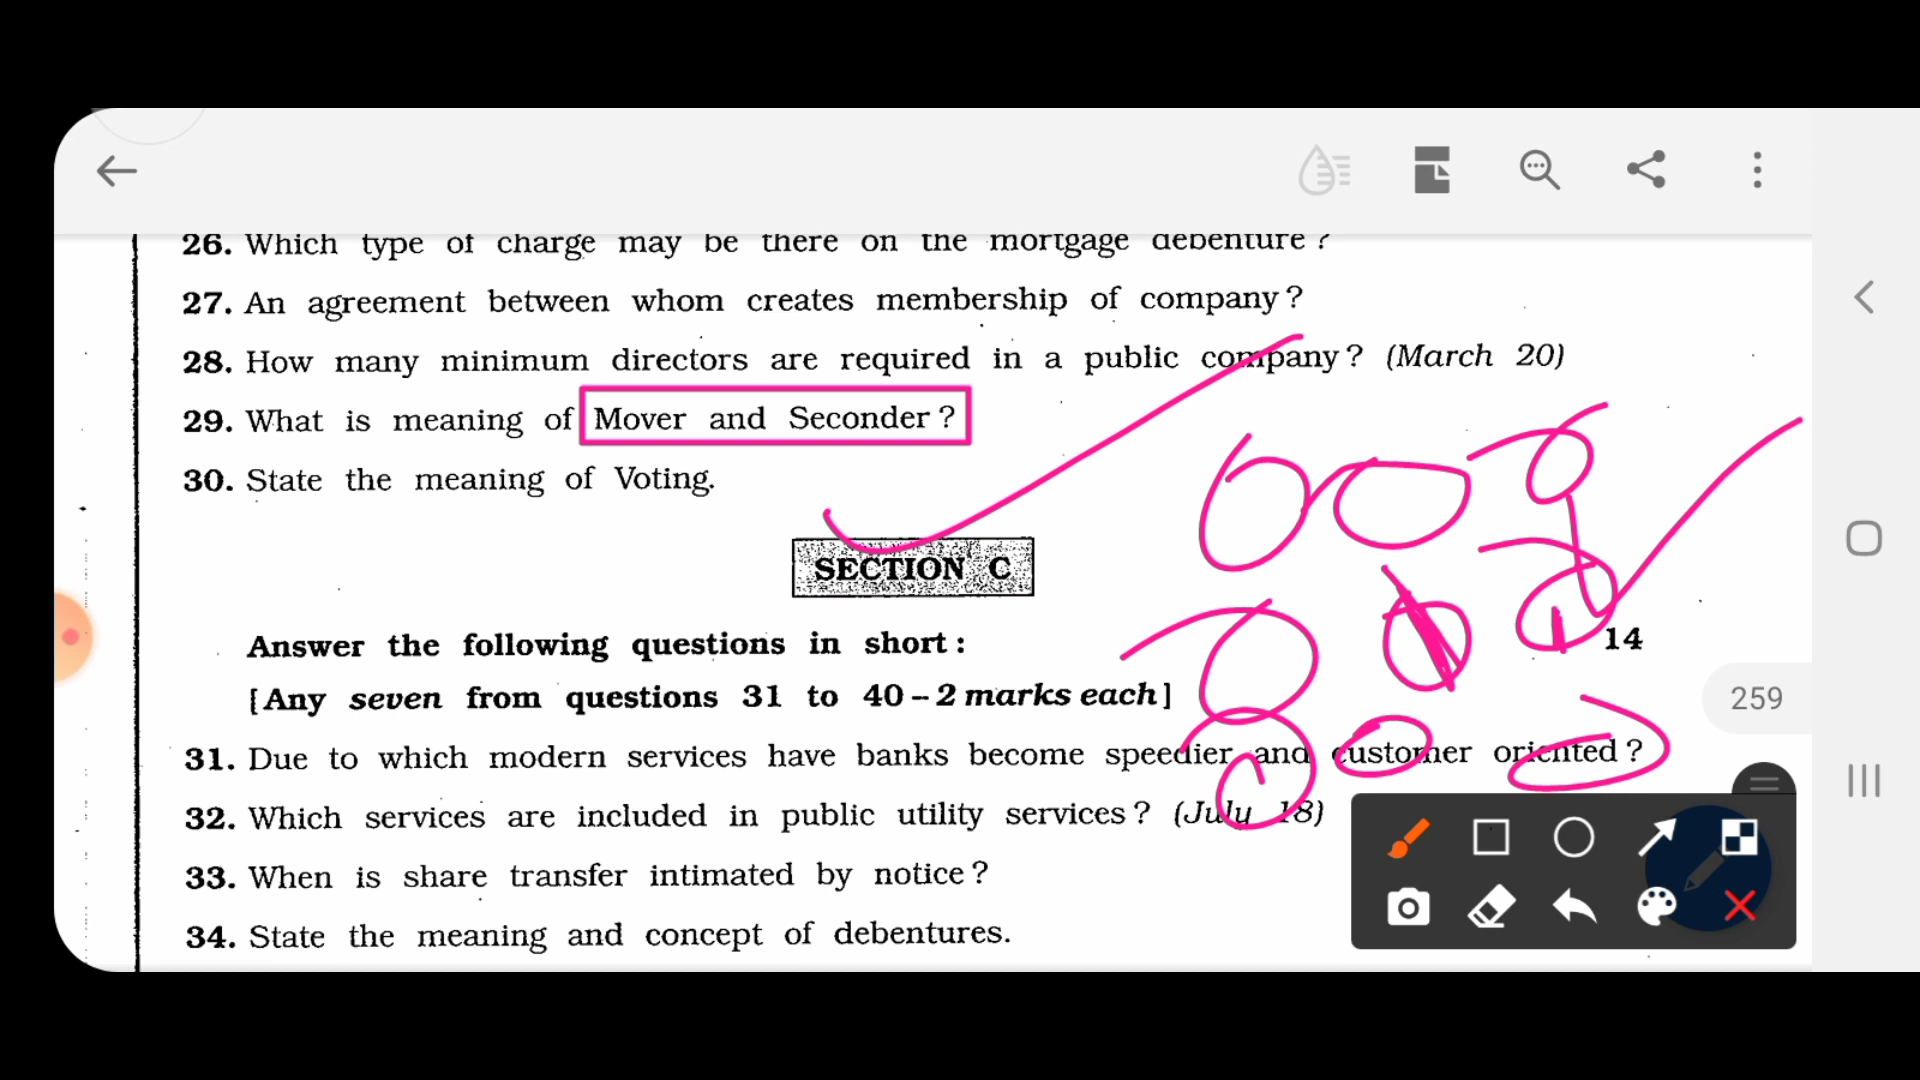 26. Which type of charge may be there on the mortgage debenture ?
27. An agreement between whom creates membership of company ?
28. How many minimum directors are required in a public company ? (March 20)
29. What is meaning of Mover and Seconder ?
30. State the meaning of Voting.
SECTION C
Answer the following questions in short : 14
[Any seven from questions 31 to 40 – 2 marks each]
259
31. Due to which modern services have banks become speedier and customer oriented ?
32. Which services are included in public utility services ? (July 18)
33. When is share transfer intimated by notice ?
34. State the meaning and concept of debentures.